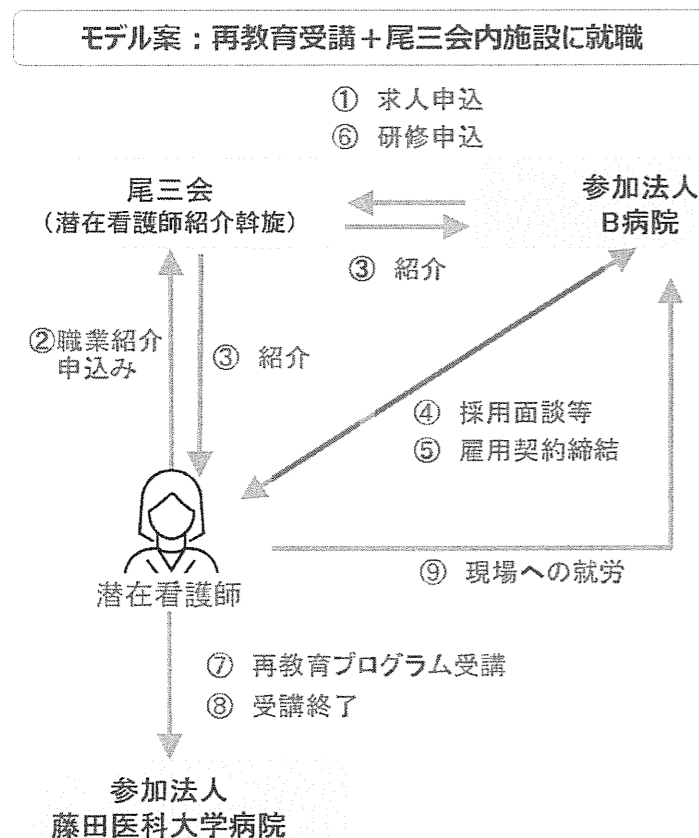 モデル案：再教育受講＋尾三会内施設に就職
① 求人申込
⑥ 研修申込
尾三会
（潜在看護師紹介斡旋）
参加法人
B病院
③ 紹介
②職業紹介
申込み
③ 紹介
④ 採用面談等
⑤ 雇用契約締結
潜在看護師
⑨ 現場への就労
⑦ 再教育プログラム受講
⑧ 受講終了
参加法人
藤田医科大学病院